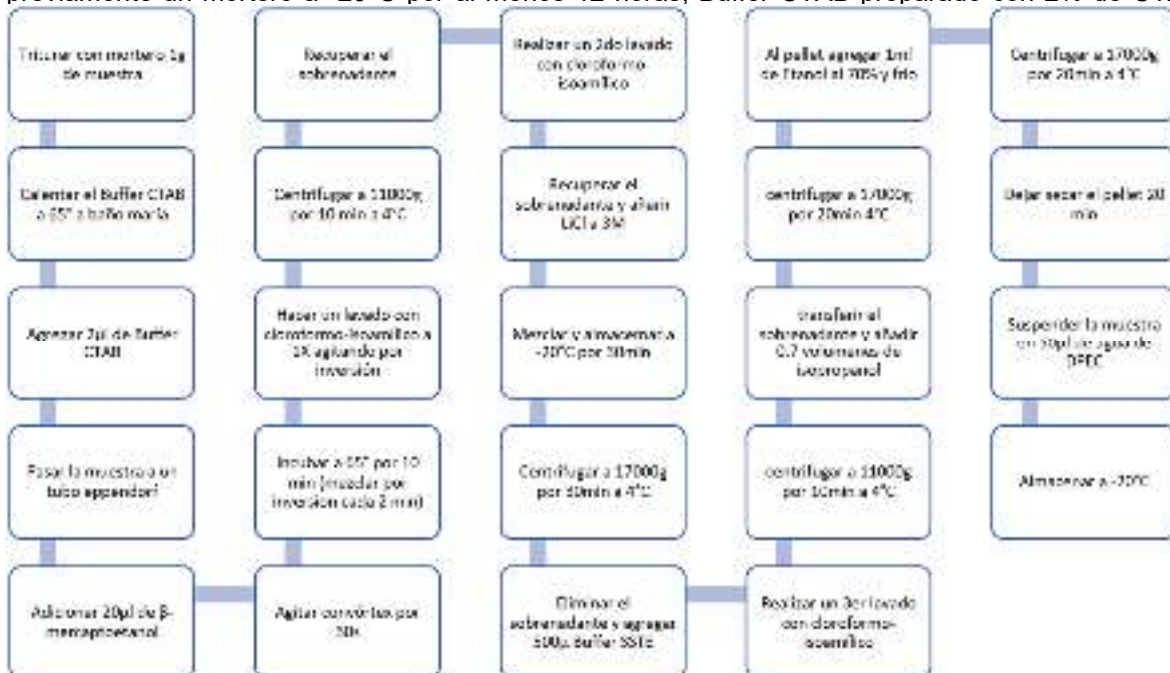 previamente un mortero a -20°C por al menos 12 horas, Buffer CTAB preparado con 2% de
Triturar con mortero 1g
de muestra
Calentar el Buffer CTAB
a 65° a baño maría
Agregar 2µl de Buffer
CTAB
Pasar la muestra a un
tubo eppendorf
Adicionar 20µl de β-
mercaptoetanol
Agitar con vórtex por
30s
Incubar a 65° por 10
min (mezclar por
inversion cada 2 min)
Hacer un lavado con
cloroformo-isoamílico a
1X agitando por
inversión
Centrifugar a 11000g
por 10 min a 4°C
Recuperar el
sobrenadante
Realizar un 2do lavado
con cloroformo
isoamílico
Recuperar el
sobrenadante y añadir
LiCl a 3M
Mezclar y almacenar a
-20°C por 30min
Centrifugar a 17000g
por 30min a 4°C
Eliminar el
sobrenadante y agregar
500µ Buffer SSTE
Realizar un 3er lavado
con cloroformo-
isoamílico
centrifugar a 11000g
por 10min a 4°C
transferir el
sobrenadante y añadir
0.7 volumenes de
isopropanol
centrifugar a 17000g
por 20min 4°C
Al pellet agregar 1ml
de Etanol al 70% y frío
Centrifugar a 17000g
por 20min a 4°C
Dejar secar el pellet 20
min
Suspender la muestra
en 50µl de agua de
DPEC
Almacenar a -20°C